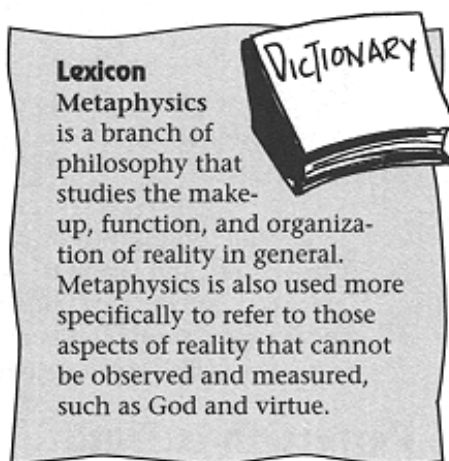 DICTIONARY
Lexicon
Metaphysics
is a branch of
philosophy that
studies the make-
up, function, and organiza-
tion of reality in general.
Metaphysics is also used more
specifically to refer to those
aspects of reality that cannot
be observed and measured,
such as God and virtue.